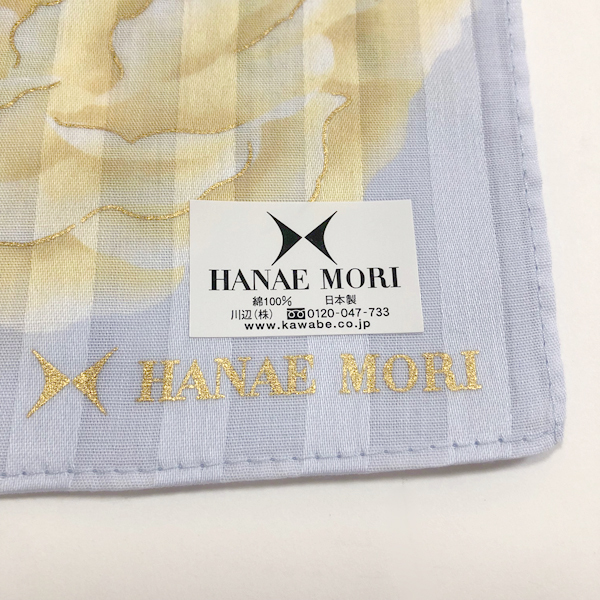 HANAE MORI
綿100% 日本製
川辺(株) 0120-047-733
www.kawabe.co.jp
HANAE MORI